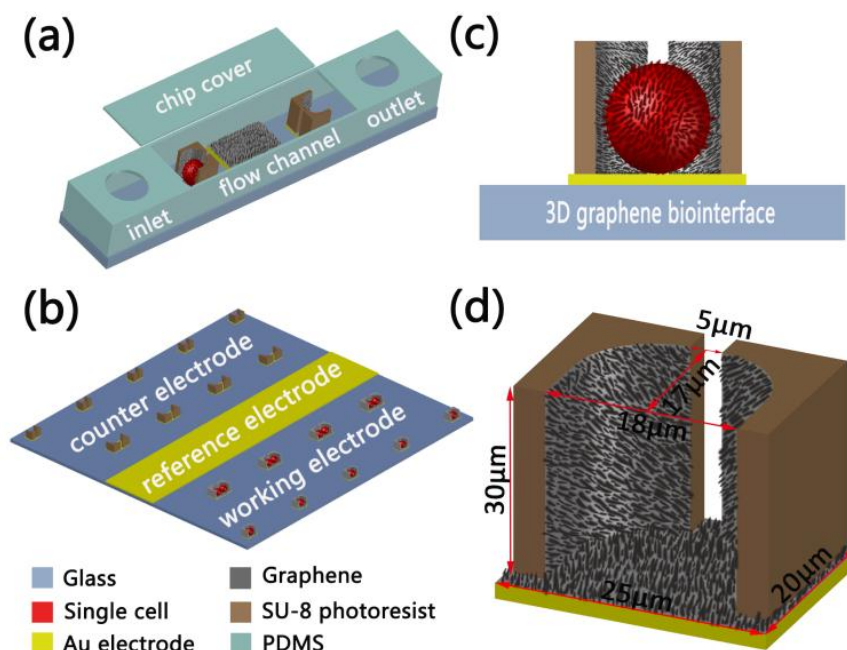 (a)
chip cover
inlet
flow channel
outlet
(b)
counter electrode
reference electrode
working electrode
Glass
Graphene
Single cell
SU-8 photoresist
Au electrode
PDMS
(c)
3D graphene biointerface
(d)
5μm
17μm
18μm
30μm
25μm
20μm